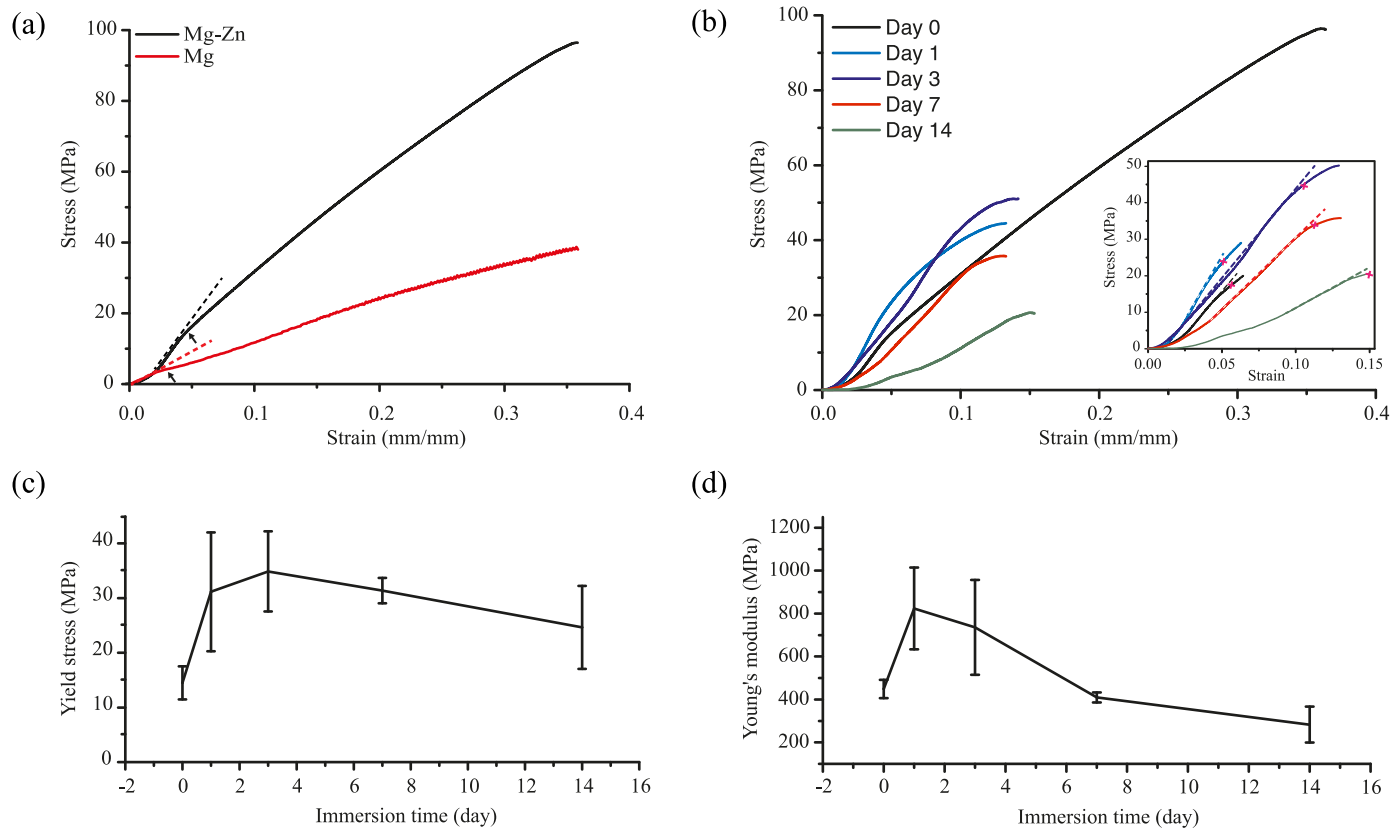 (a)
Mg-Zn
Mg
Stress (MPa)
100
80
60
40
20
0
0.0 0.1 0.2 0.3 0.4
Strain (mm/mm)
(b)
Day 0
Day 1
Day 3
Day 7
Day 14
Stress (MPa)
100
80
60
40
20
0
0.0 0.1 0.2 0.3 0.4
Strain (mm/mm)
Stress (MPa)
50
40
30
20
10
0
0.00 0.05 0.10 0.15
Strain
(c)
Yield stress (MPa)
40
30
20
10
0
-2 0 2 4 6 8 10 12 14 16
Immersion time (day)
(d)
Young's modulus (MPa)
1200
1000
800
600
400
200
-2 0 2 4 6 8 10 12 14 16
Immersion time (day)